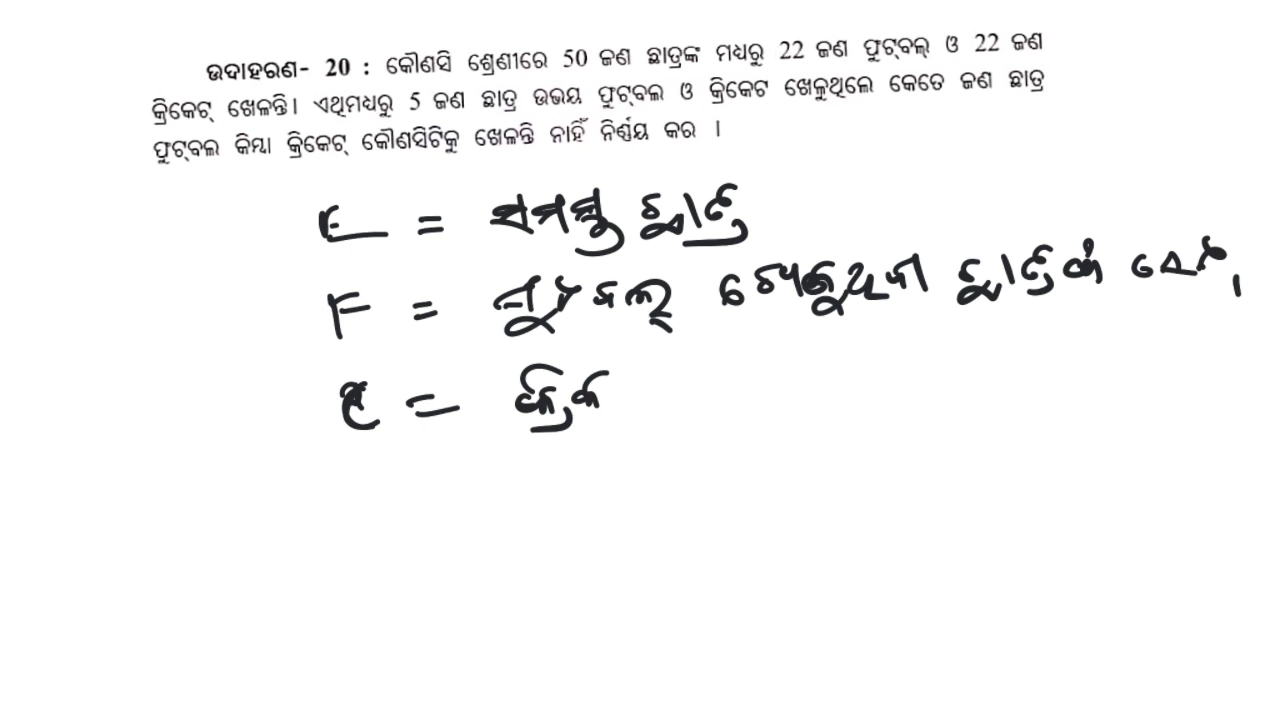 ଉଦାହରଣ- 20 : କୌଣସି ଶ୍ରେଣୀରେ 50 ଜଣ ଛାତ୍ରଙ୍କ ମଧ୍ୟରୁ 22 ଜଣ ଫୁଟ୍‌ବଲ୍ ଓ 22 ଜଣ
କ୍ରିକେଟ୍ ଖେଳନ୍ତି। ଏଥିମଧ୍ୟରୁ 5 ଜଣ ଛାତ୍ର ଉଭୟ ଫୁଟ୍‌ବଲ ଓ କ୍ରିକେଟ ଖେଳୁଥିଲେ କେତେ ଜଣ ଛାତ୍ର
ଫୁଟ୍‌ବଲ କିମ୍ବା କ୍ରିକେଟ୍ କୌଣସିଟିକୁ ଖେଳନ୍ତି ନାହିଁ ନିର୍ଣ୍ଣୟ କର ।
E = ସମସ୍ତ ଛାତ୍ର
F = ଫୁଟବଲ୍ ଖେଳୁଥିବା ଛାତ୍ରଙ୍କ ସେଟ୍
C = କ୍ରିକ